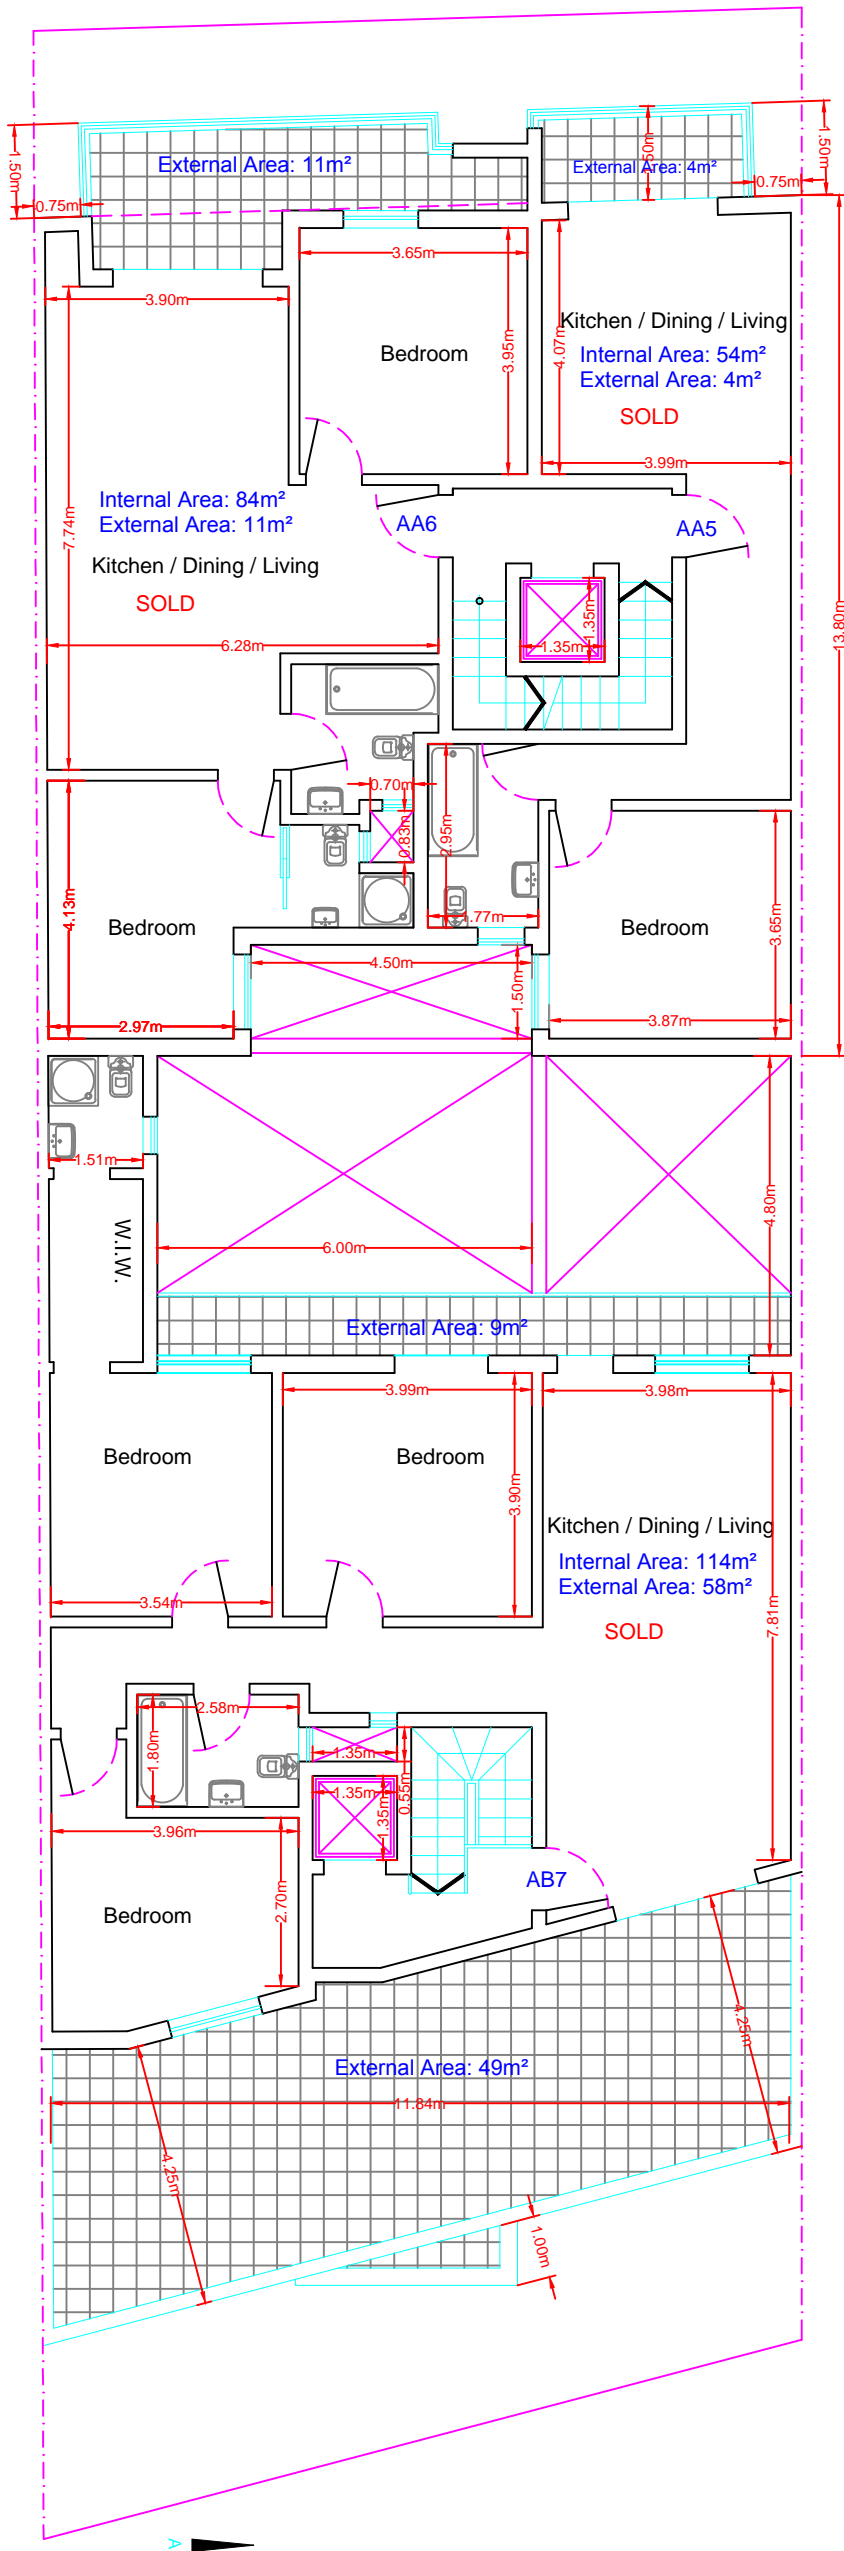 1.50m
External Area: 11m²
0.75m
External Area: 4m²
1.50m
0.75m
1.50m
3.90m
3.65m
3.95m
Bedroom
4.07m
Kitchen / Dining / Living
Internal Area: 54m²
External Area: 4m²
SOLD
3.99m
Internal Area: 84m²
External Area: 11m²
7.74m
Kitchen / Dining / Living
SOLD
AA6
AA5
1.35m
1.35m
13.80m
6.28m
0.70m
0.83m
2.95m
1.77m
4.13m
Bedroom
2.97m
Bedroom
3.65m
3.87m
4.50m
1.50m
1.51m
W.I.W.
6.00m
4.80m
External Area: 9m²
Bedroom
3.54m
3.99m
Bedroom
3.90m
3.98m
Kitchen / Dining / Living
Internal Area: 114m²
External Area: 58m²
SOLD
7.81m
2.58m
1.80m
1.35m
0.55m
1.35m
1.35m
3.96m
2.70m
Bedroom
AB7
External Area: 49m²
4.25m
11.84m
4.25m
1.00m
A